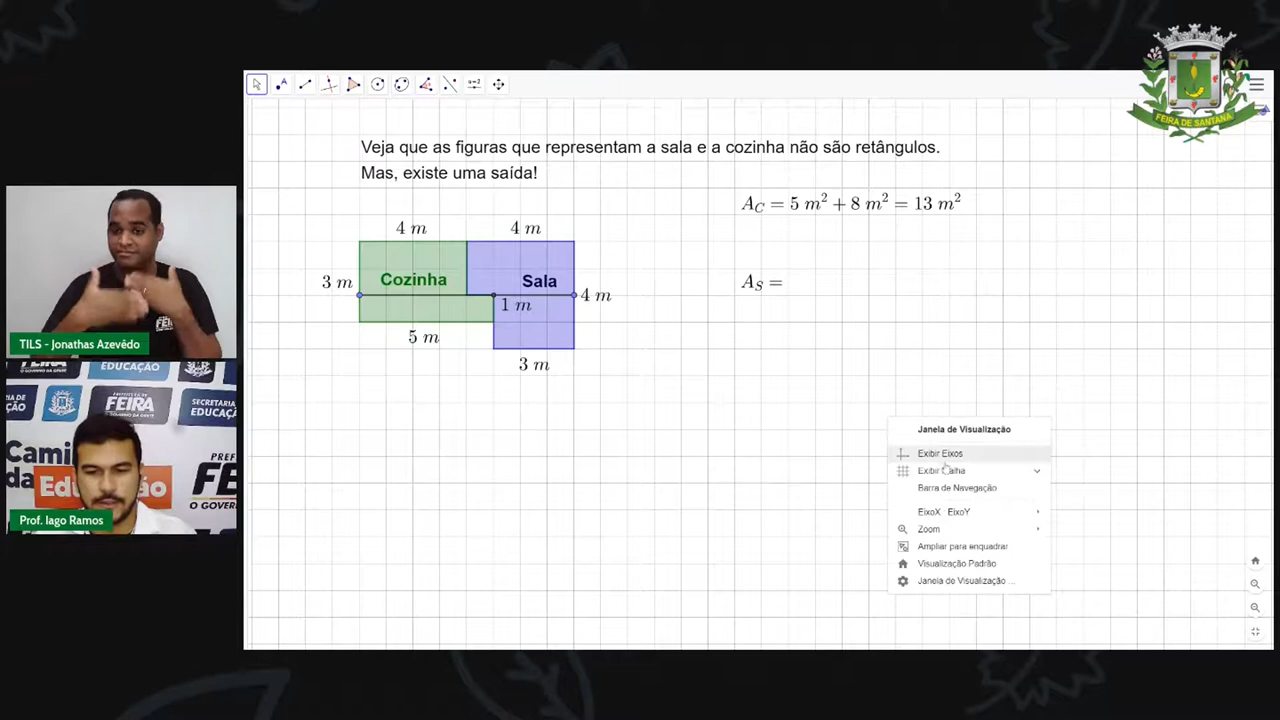 FEIRA DE SANTANA
Veja que as figuras que representam a sala e a cozinha não são retângulos.
Mas, existe uma saída!
A_C = 5 m² + 8 m² = 13 m²
4 m
4 m
3 m
Cozinha
Sala
4 m
1 m
5 m
3 m
A_S =
Janela de Visualização
Exibir Eixos
Exibir Malha
Barra de Navegação
EixoX : EixoY
Zoom
Ampliar para enquadrar
Visualização Padrão
Janela de Visualização ...
TILS - Jonathas Azevêdo
EDUCAÇÃO
FEIRA
SECRETARIA
EDUCAÇ
FEIRA
O GOVERNO
Prof. Iago Ramos